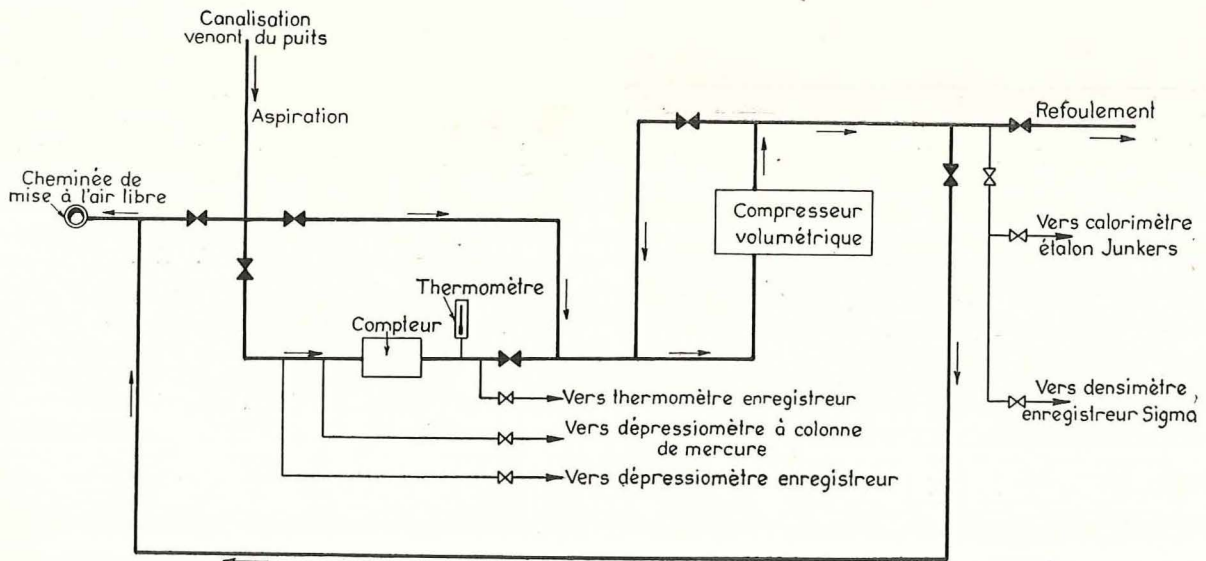 Canalisation
venont du puits
Aspiration
Refoulement
Cheminée de
mise à l'air libre
Compresseur
volumétrique
Vers calorimètre
étalon Junkers
Thermomètre
Compteur
Vers thermomètre enregistreur
Vers densimètre,
enregistreur Sigma
Vers dépressiomètre à colonne
de mercure
Vers dépressiomètre enregistreur